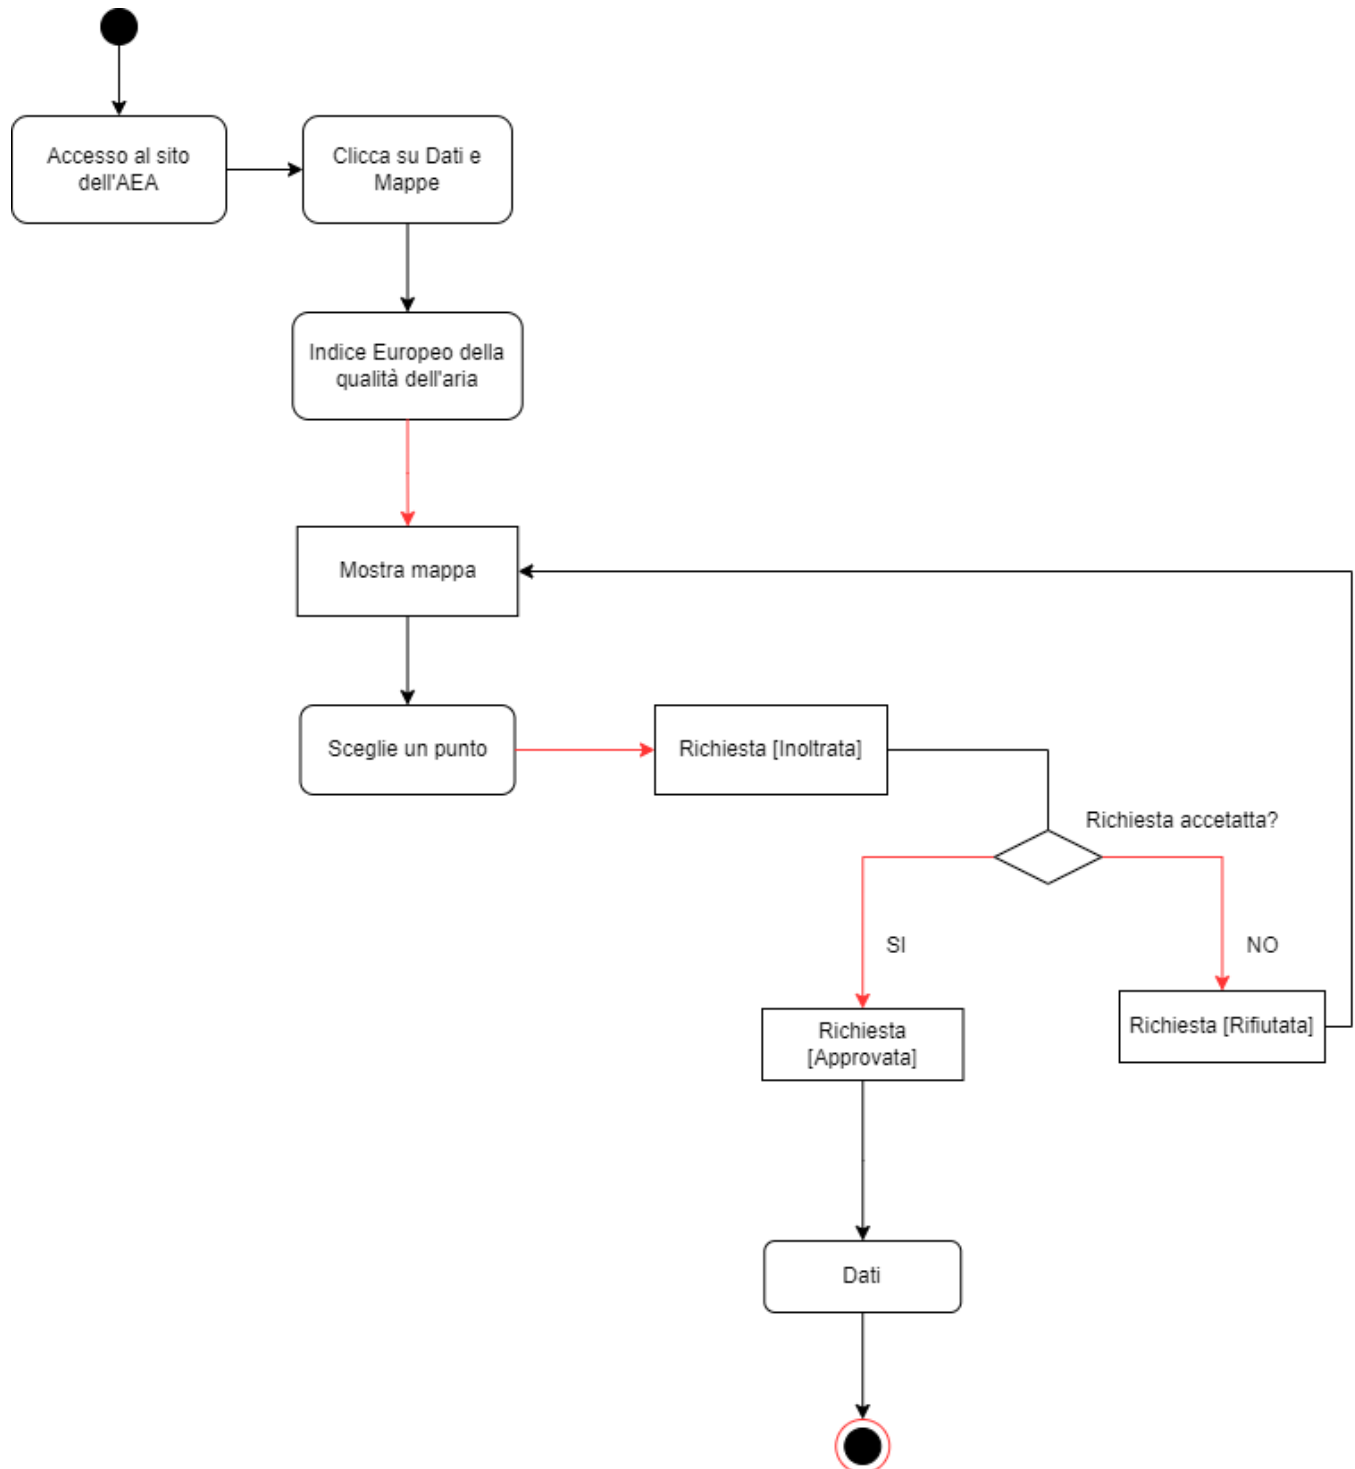 Accesso al sito
dell'AEA
Clicca su Dati e
Mappe
Indice Europeo della
qualità dell'aria
Mostra mappa
Sceglie un punto
Richiesta [Inoltrata]
Richiesta accetatta?
SI
NO
Richiesta
[Approvata]
Richiesta [Rifiutata]
Dati